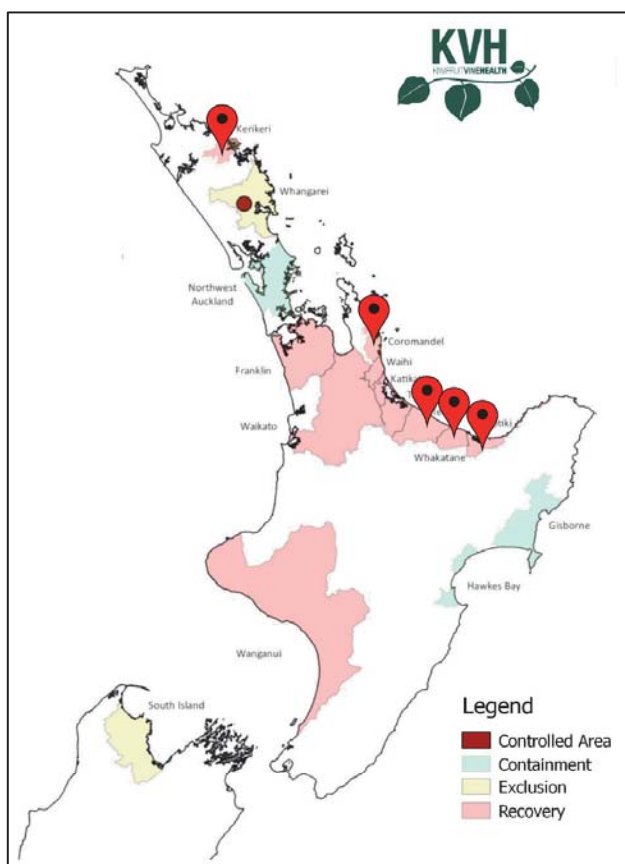 KVH
KIWIFRUITVINEHEALTH
Kerikeri
Whangarei
Northwest
Auckland
Coromandel
Waihi
Franklin
Waikato
Whakatane
Gisborne
Hawkes Bay
Wanganui
South Island
Legend
Controlled Area
Containment
Exclusion
Recovery